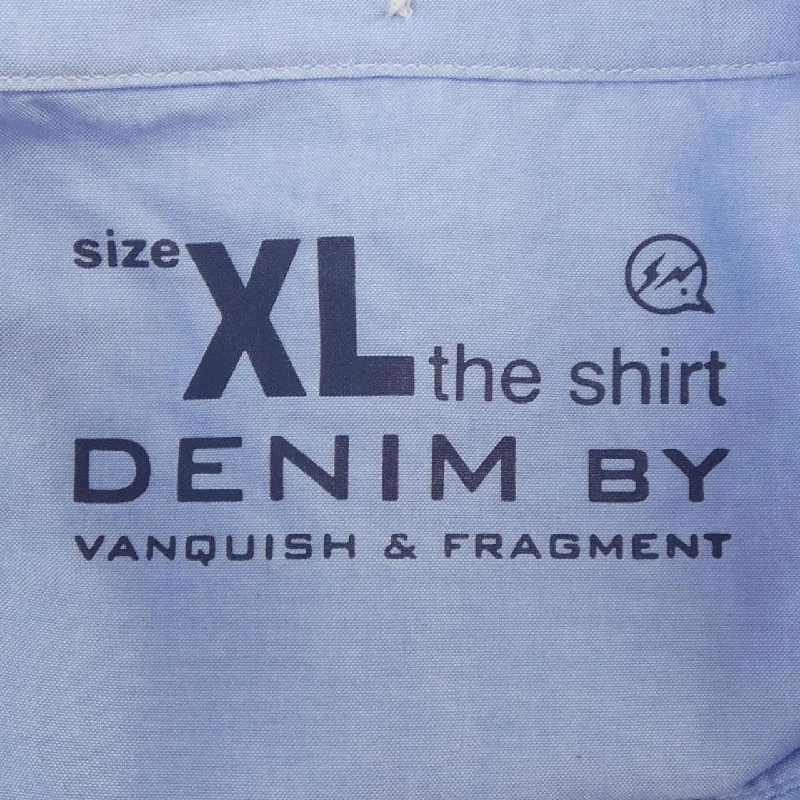 size XL the shirt
DENIM BY
VANQUISH & FRAGMENT